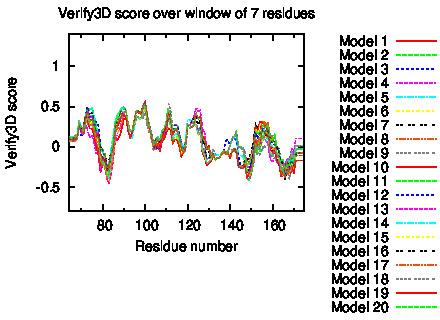 Verify3D score over window of 7 residues
Verify3D score
1
0.5
0
-0.5
80
100
120
140
160
Residue number
Model 1
Model 2
Model 3
Model 4
Model 5
Model 6
Model 7
Model 8
Model 9
Model 10
Model 11
Model 12
Model 13
Model 14
Model 15
Model 16
Model 17
Model 18
Model 19
Model 20